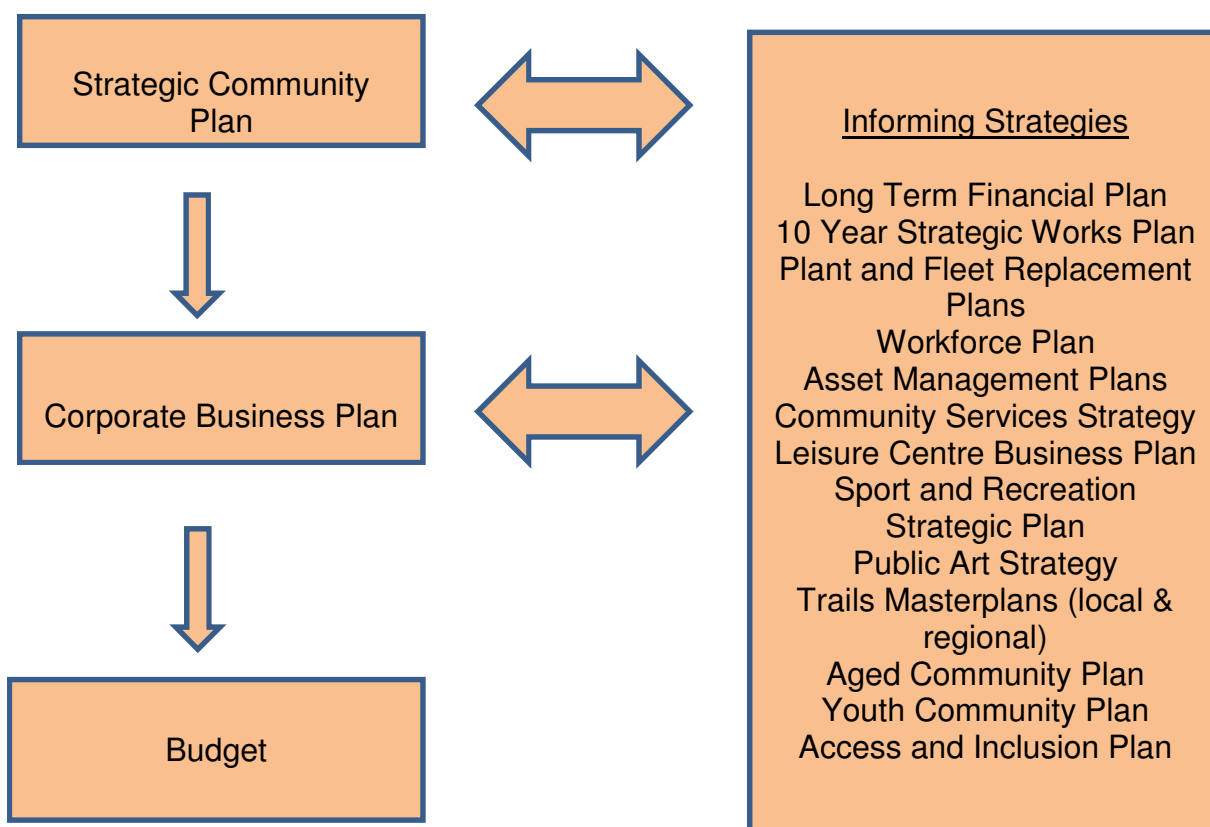 Strategic Community
Plan
Corporate Business Plan
Budget
Informing Strategies
Long Term Financial Plan
10 Year Strategic Works Plan
Plant and Fleet Replacement
Plans
Workforce Plan
Asset Management Plans
Community Services Strategy
Leisure Centre Business Plan
Sport and Recreation
Strategic Plan
Public Art Strategy
Trails Masterplans (local &
regional)
Aged Community Plan
Youth Community Plan
Access and Inclusion Plan